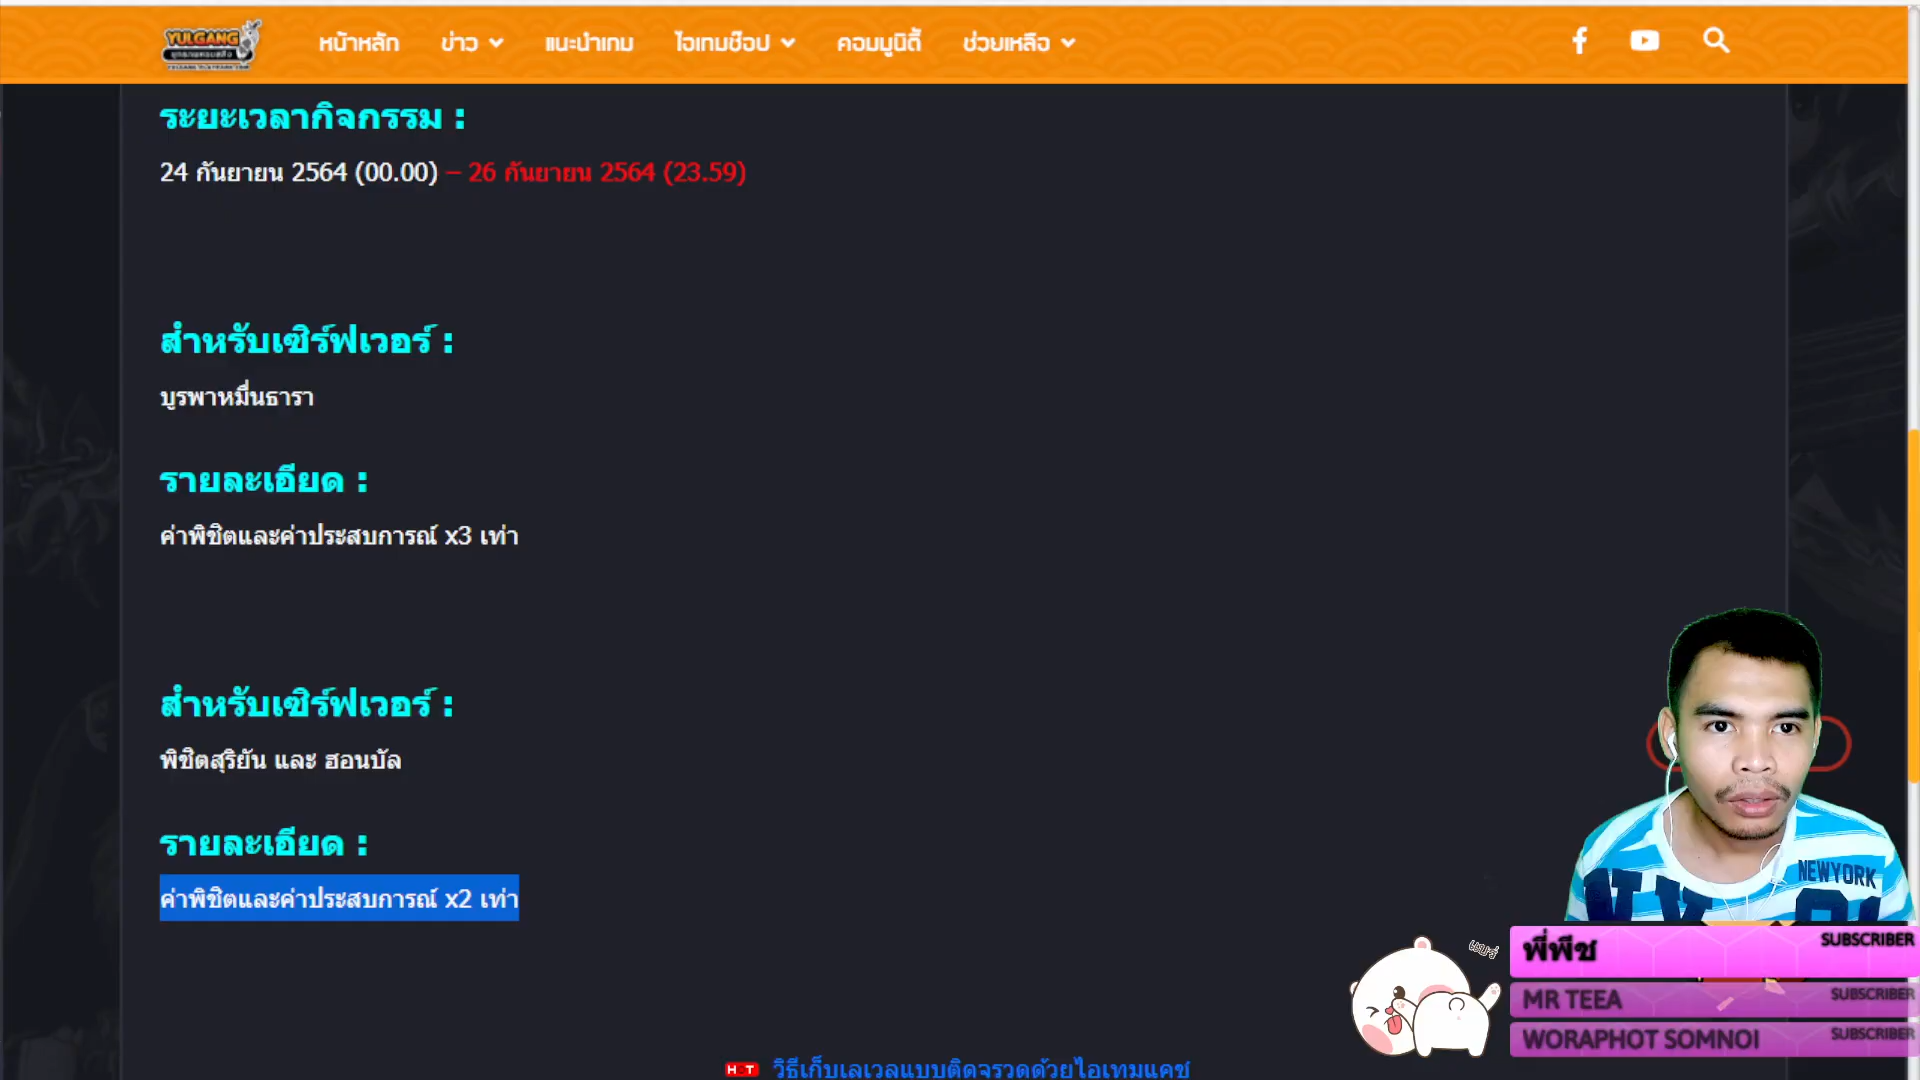 YULGANG
หน้าหลัก
ข่าว
แนะนำเกม
ไอเทมช็อป
คอมมูนิตี้
ช่วยเหลือ
ระยะเวลากิจกรรม :
24 กันยายน 2564 (00.00) – 26 กันยายน 2564 (23.59)
สำหรับเซิร์ฟเวอร์ :
บูรพาหมื่นธารา
รายละเอียด :
ค่าพิชิตและค่าประสบการณ์ x3 เท่า
สำหรับเซิร์ฟเวอร์ :
พิชิตสุริยัน และ ฮอนบัล
รายละเอียด :
ค่าพิชิตและค่าประสบการณ์ x2 เท่า
NEWYORK
แบร่
พี่พีช SUBSCRIBER
MR TEEA SUBSCRIBER
WORAPHOT SOMNOI SUBSCRIBER
HOT วิธีเก็บเลเวลแบบติดจรวดด้วยไอเทมแคช